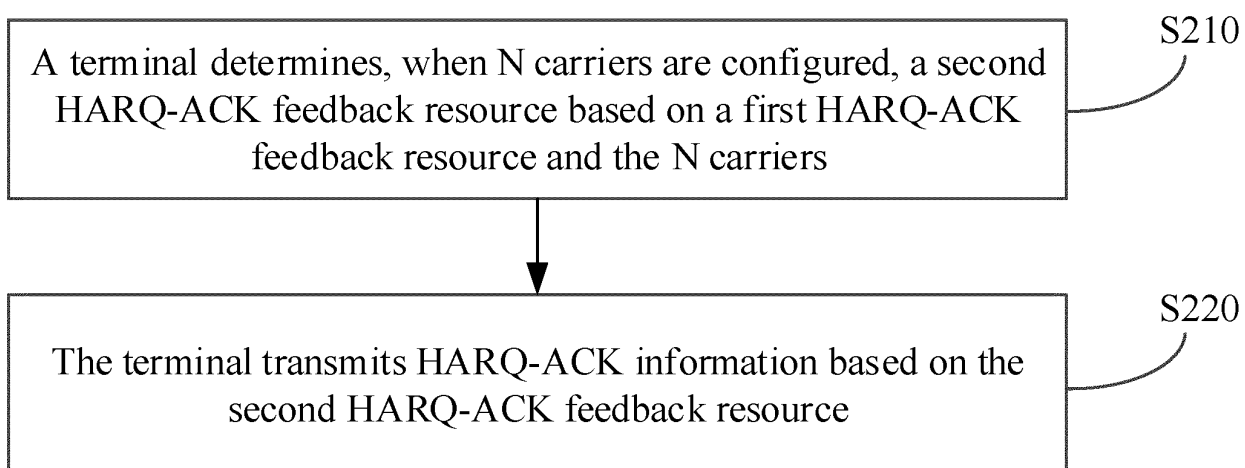 S210
A terminal determines, when N carriers are configured, a second
HARQ-ACK feedback resource based on a first HARQ-ACK
feedback resource and the N carriers
S220
The terminal transmits HARQ-ACK information based on the
second HARQ-ACK feedback resource